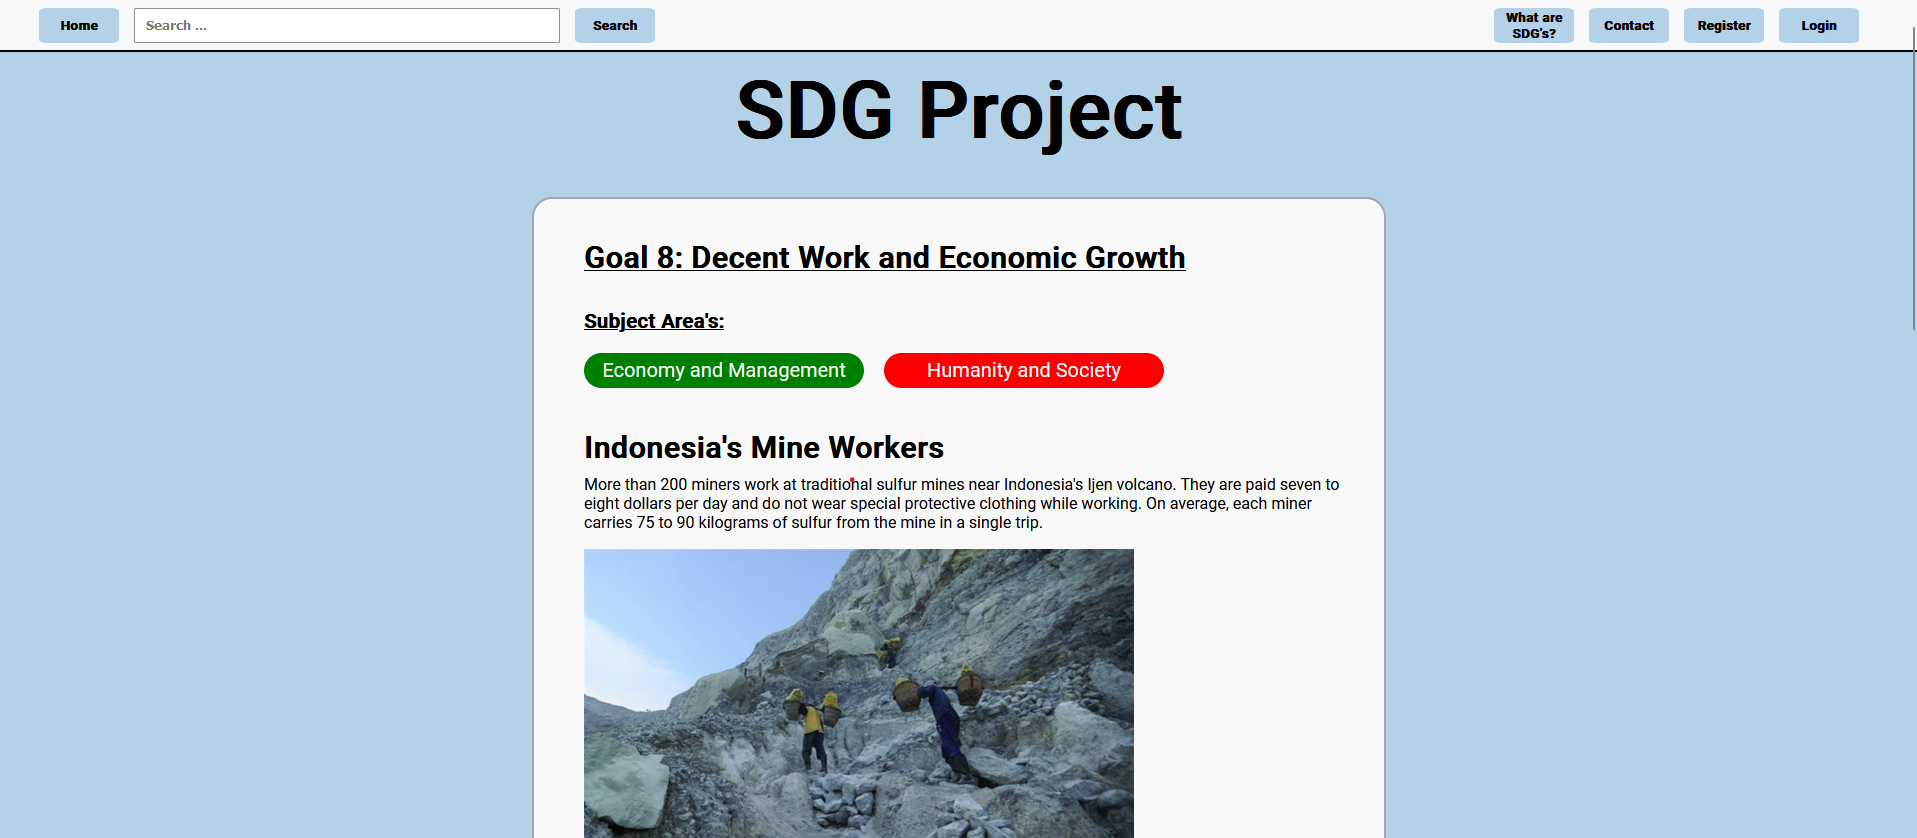 Home
Search ...
Search
What are
SDG's?
Contact
Register
Login
SDG Project
Goal 8: Decent Work and Economic Growth
Subject Area's:
Economy and Management
Humanity and Society
Indonesia's Mine Workers
More than 200 miners work at traditional sulfur mines near Indonesia's Ijen volcano. They are paid seven to
eight dollars per day and do not wear special protective clothing while working. On average, each miner
carries 75 to 90 kilograms of sulfur from the mine in a single trip.